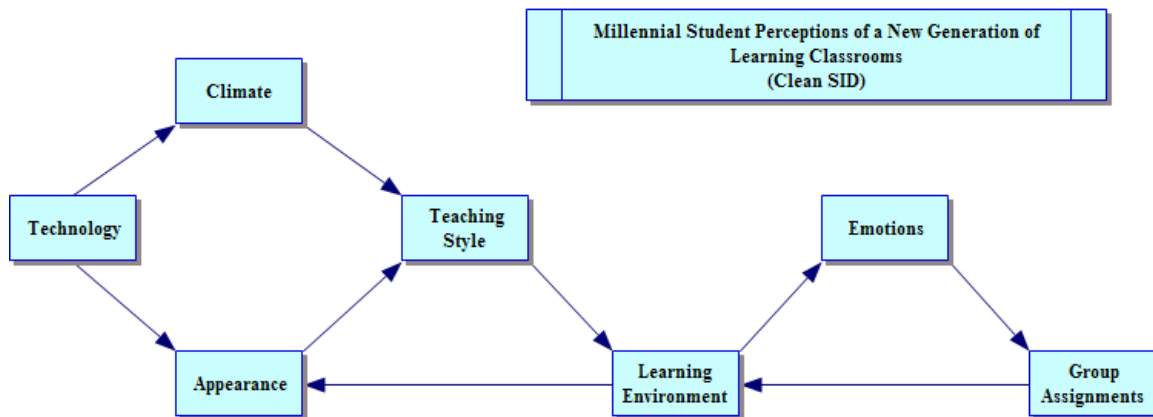 Millennial Student Perceptions of a New Generation of
Learning Classrooms
(Clean SID)
Climate
Technology
Teaching
Style
Emotions
Appearance
Learning
Environment
Group
Assignments